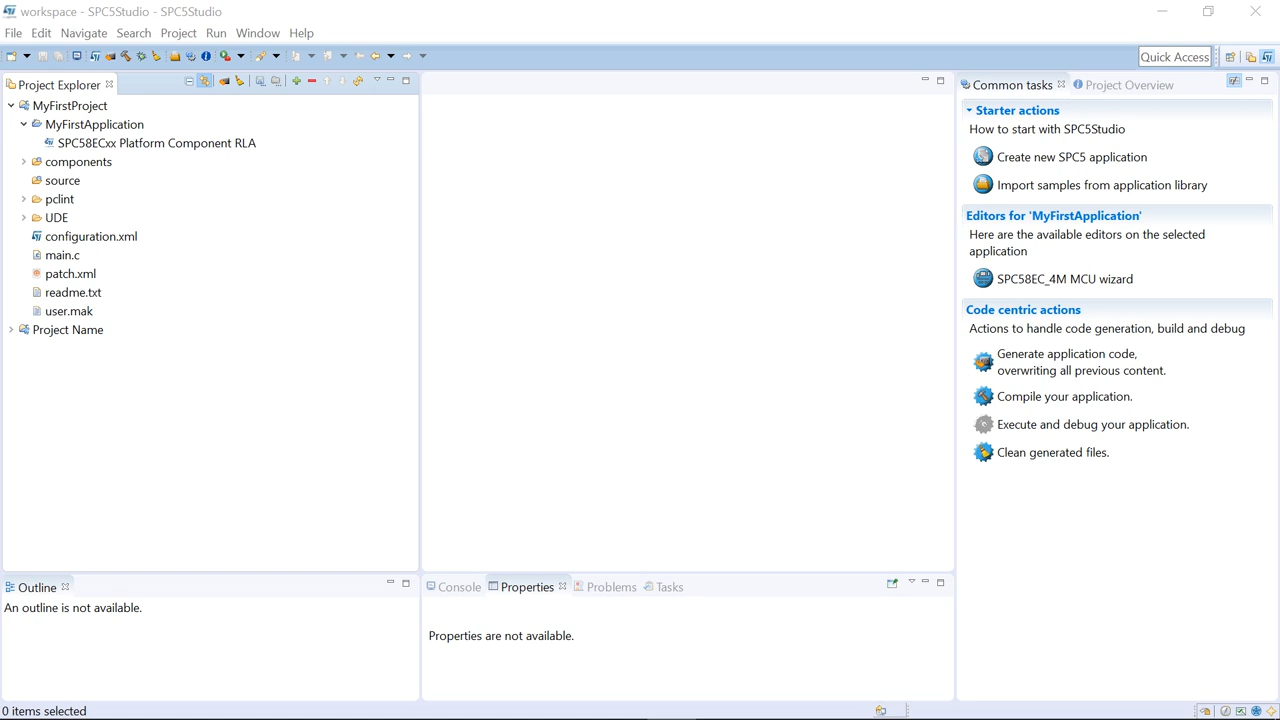 workspace - SPC5Studio - SPC5Studio
File Edit Navigate Search Project Run Window Help
Quick Access
Project Explorer
MyFirstProject
MyFirstApplication
SPC58ECxx Platform Component RLA
components
source
pclint
UDE
configuration.xml
main.c
patch.xml
readme.txt
user.mak
Project Name
Common tasks Project Overview
Starter actions
How to start with SPC5Studio
Create new SPC5 application
Import samples from application library
Editors for 'MyFirstApplication'
Here are the available editors on the selected
application
SPC58EC_4M MCU wizard
Code centric actions
Actions to handle code generation, build and debug
Generate application code,
overwriting all previous content.
Compile your application.
Execute and debug your application.
Clean generated files.
Outline
An outline is not available.
Console Properties Problems Tasks
Properties are not available.
0 items selected